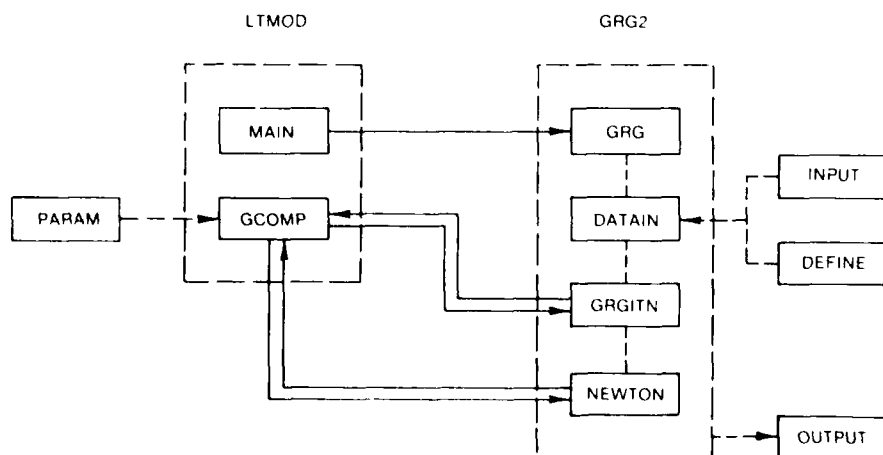 LTMOD
GRG2
MAIN
GRG
INPUT
PARAM
GCOMP
DATAIN
DEFINE
GRGITN
NEWTON
OUTPUT